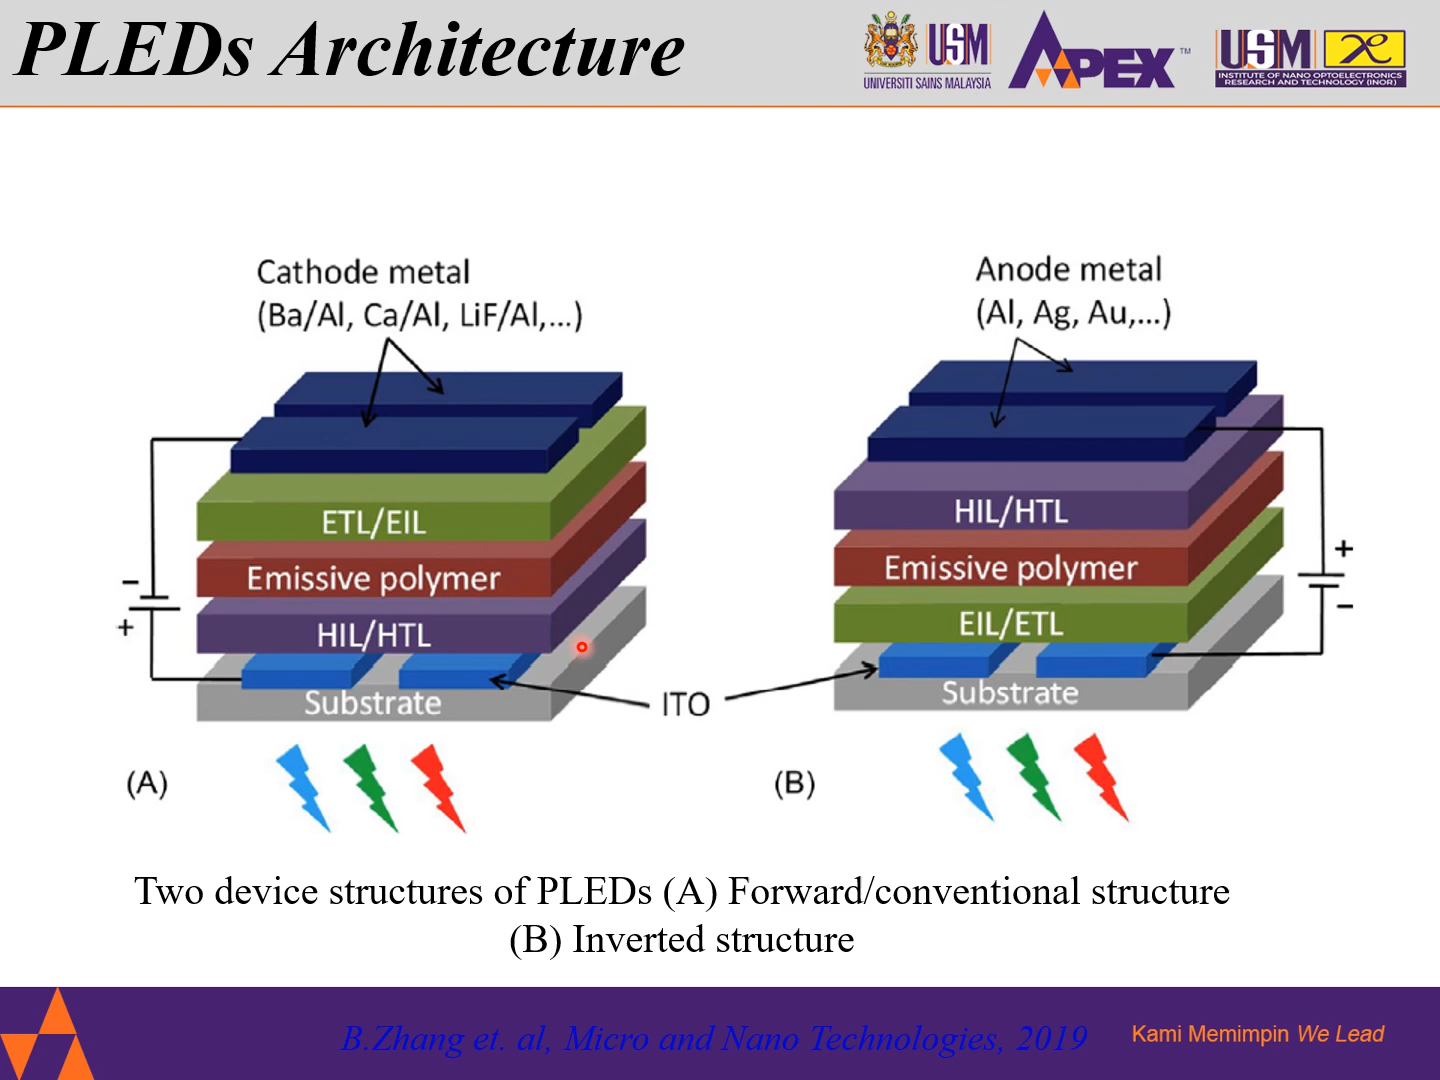 PLEDs Architecture
USM
UNIVERSITI SAINS MALAYSIA
APEX™
USM
INSTITUTE OF NANO OPTOELECTRONICS
RESEARCH AND TECHNOLOGY (INOR)
Cathode metal
(Ba/Al, Ca/Al, LiF/Al,...)
ETL/EIL
Emissive polymer
HIL/HTL
Substrate
−
+
ITO
(A)
Anode metal
(Al, Ag, Au,...)
HIL/HTL
Emissive polymer
EIL/ETL
Substrate
+
−
(B)
Two device structures of PLEDs (A) Forward/conventional structure
(B) Inverted structure
B.Zhang et. al, Micro and Nano Technologies, 2019
Kami Memimpin We Lead